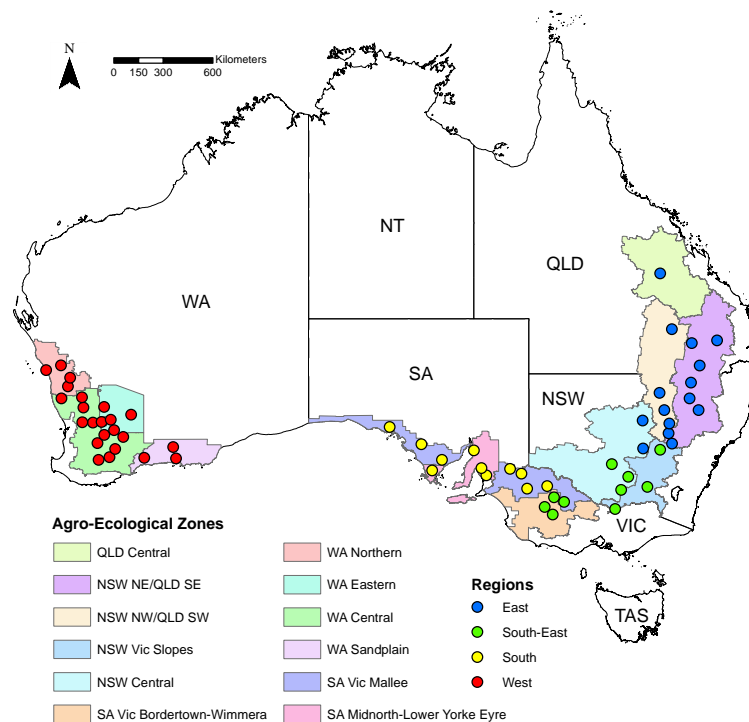 N
Kilometers
0 150 300 600
NT
QLD
WA
SA
NSW
VIC
TAS
Agro-Ecological Zones
QLD Central
NSW NE/QLD SE
NSW NW/QLD SW
NSW Vic Slopes
NSW Central
SA Vic Bordertown-Wimmera
WA Northern
WA Eastern
WA Central
WA Sandplain
SA Vic Mallee
SA Midnorth-Lower Yorke Eyre
Regions
East
South-East
South
West